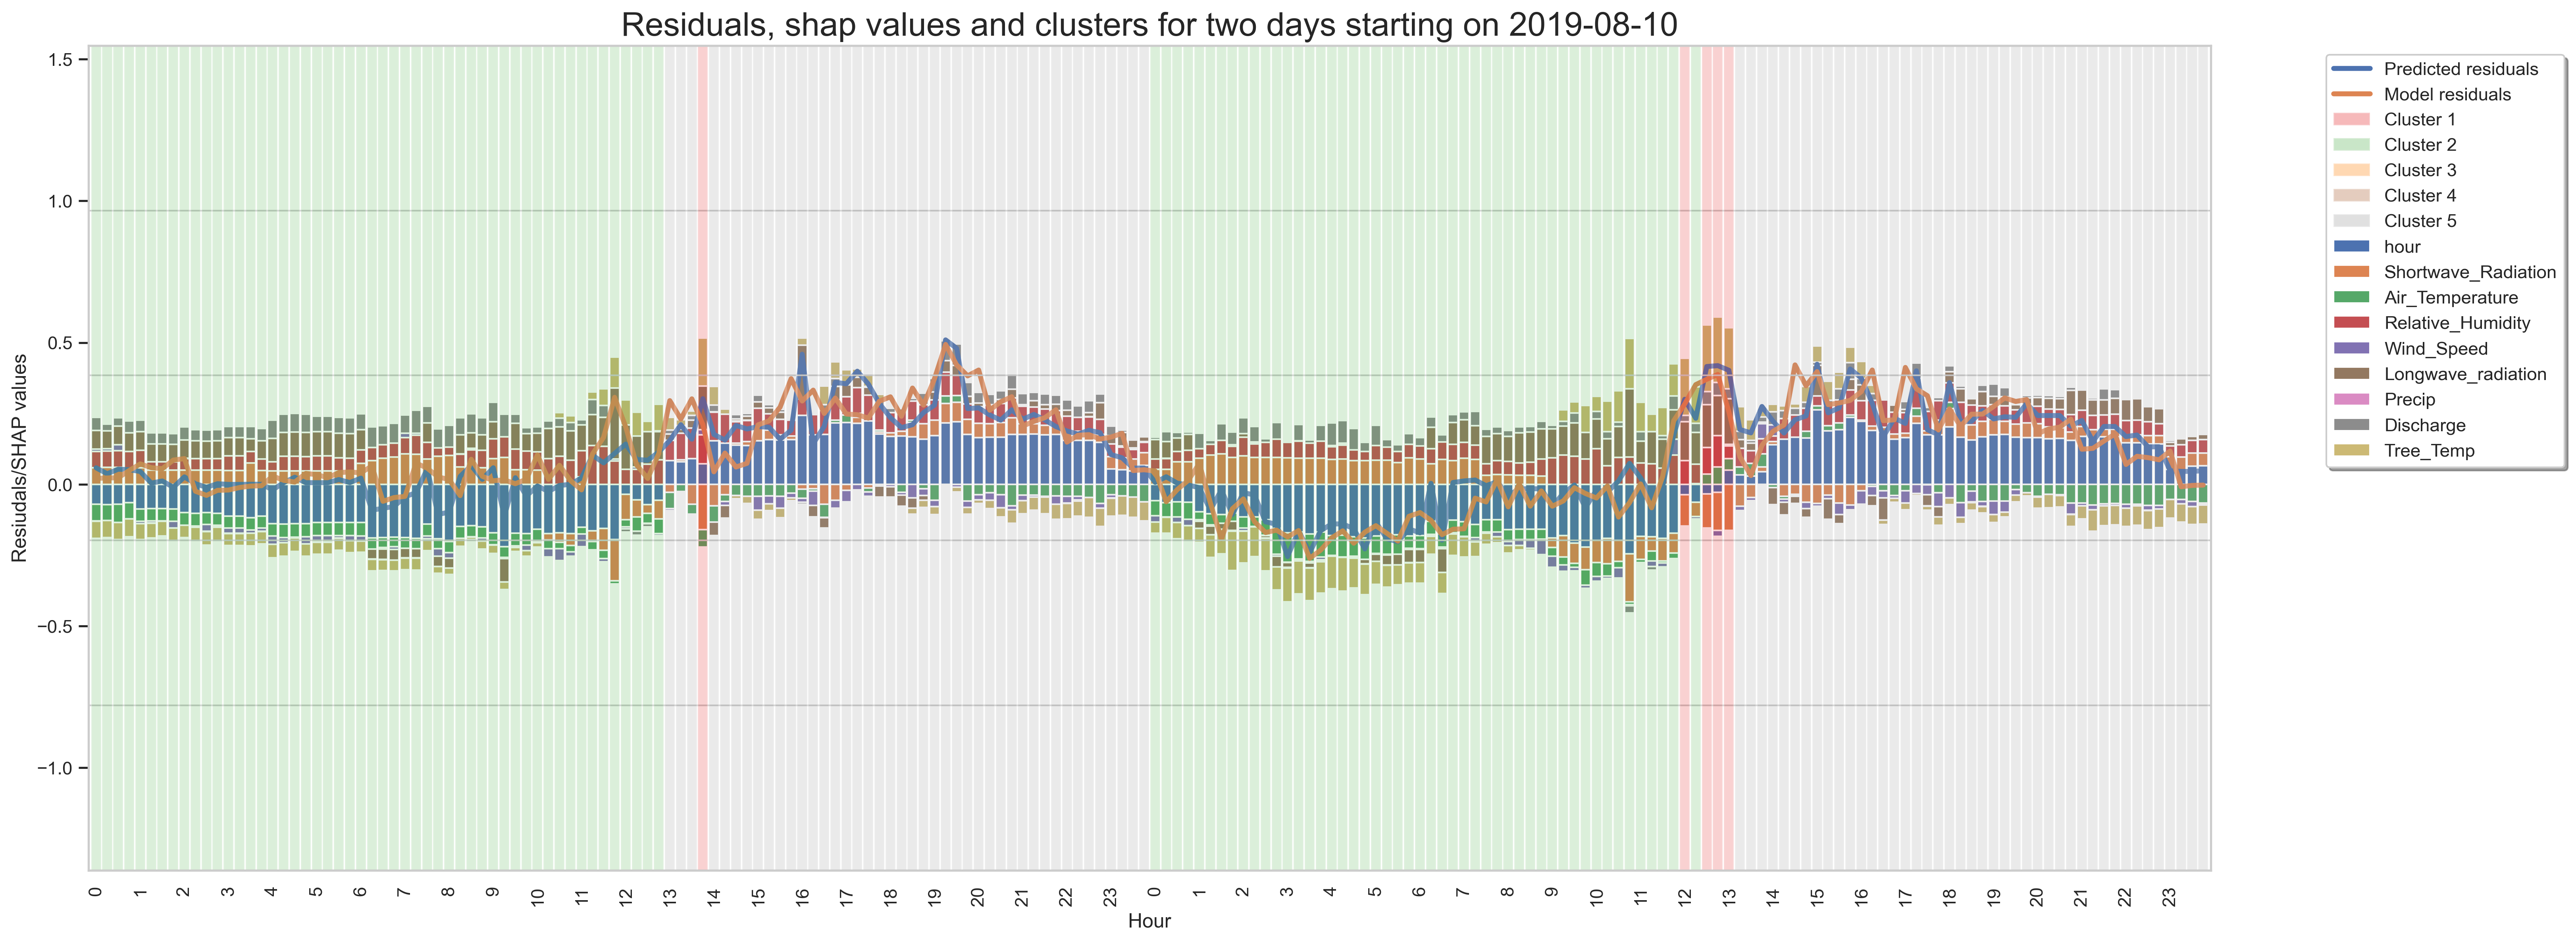 Residuals, shap values and clusters for two days starting on 2019-08-10
Resiudals/SHAP values
1.5
1.0
0.5
0.0
−0.5
−1.0
0 1 2 3 4 5 6 7 8 9 10 11 12 13 14 15 16 17 18 19 20 21 22 23 0 1 2 3 4 5 6 7 8 9 10 11 12 13 14 15 16 17 18 19 20 21 22 23
Hour
Predicted residuals
Model residuals
Cluster 1
Cluster 2
Cluster 3
Cluster 4
Cluster 5
hour
Shortwave_Radiation
Air_Temperature
Relative_Humidity
Wind_Speed
Longwave_radiation
Precip
Discharge
Tree_Temp